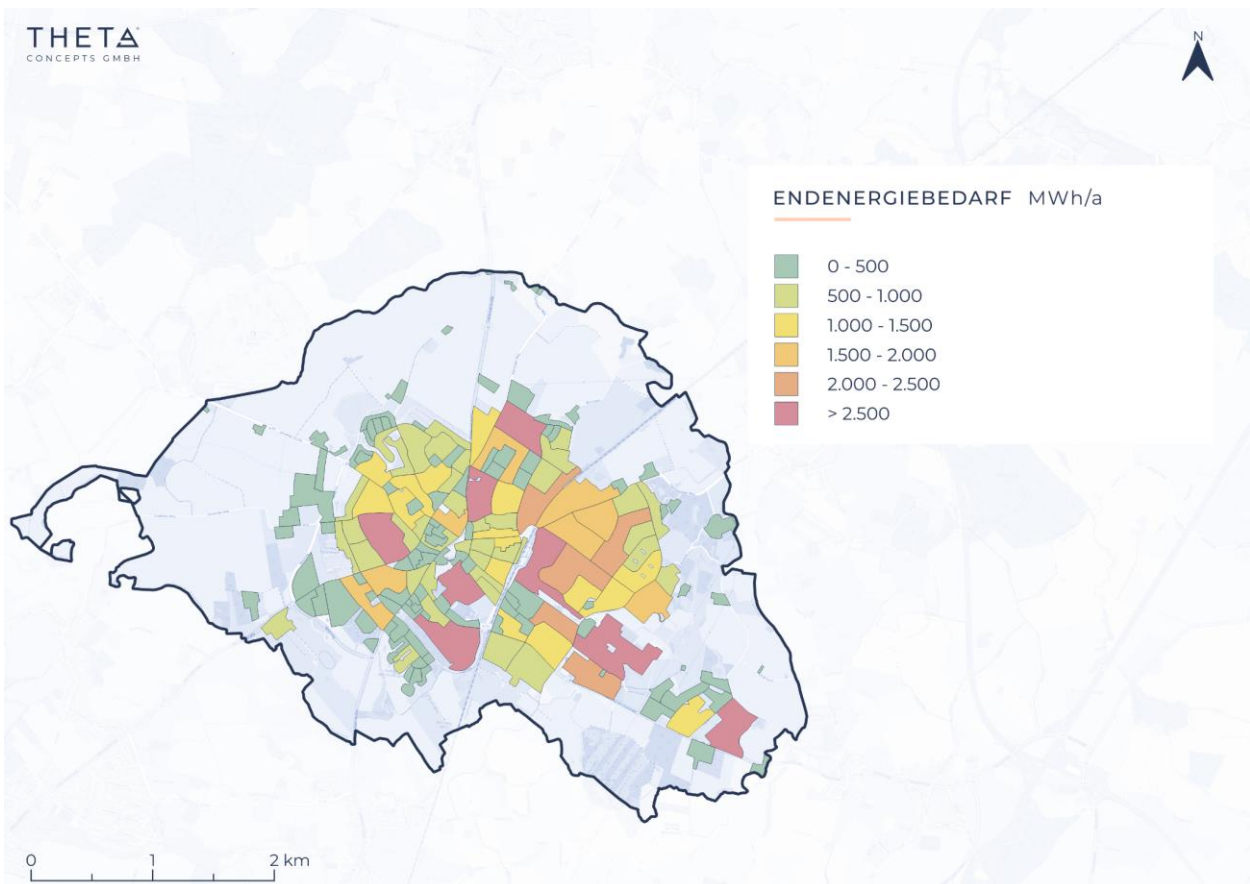 THETA
CONCEPTS GMBH
N
ENDENERGIEBEDARF MWh/a
0 - 500
500 - 1.000
1.000 - 1.500
1.500 - 2.000
2.000 - 2.500
> 2.500
0 1 2 km